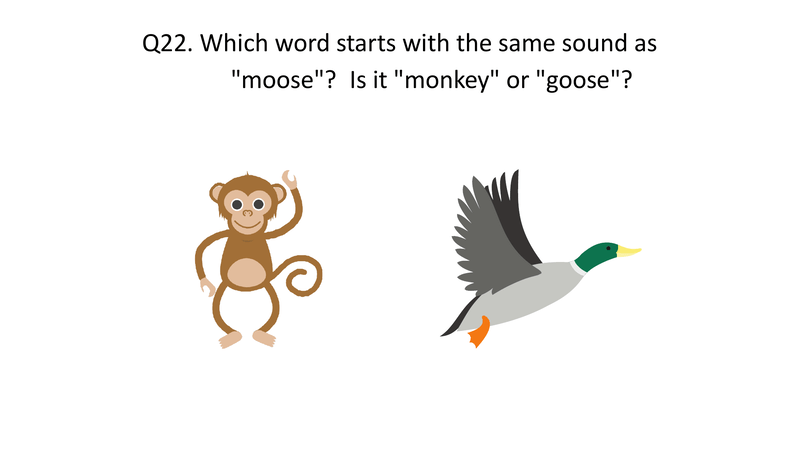 Q22. Which word starts with the same sound as
"moose"?  Is it "monkey" or "goose"?